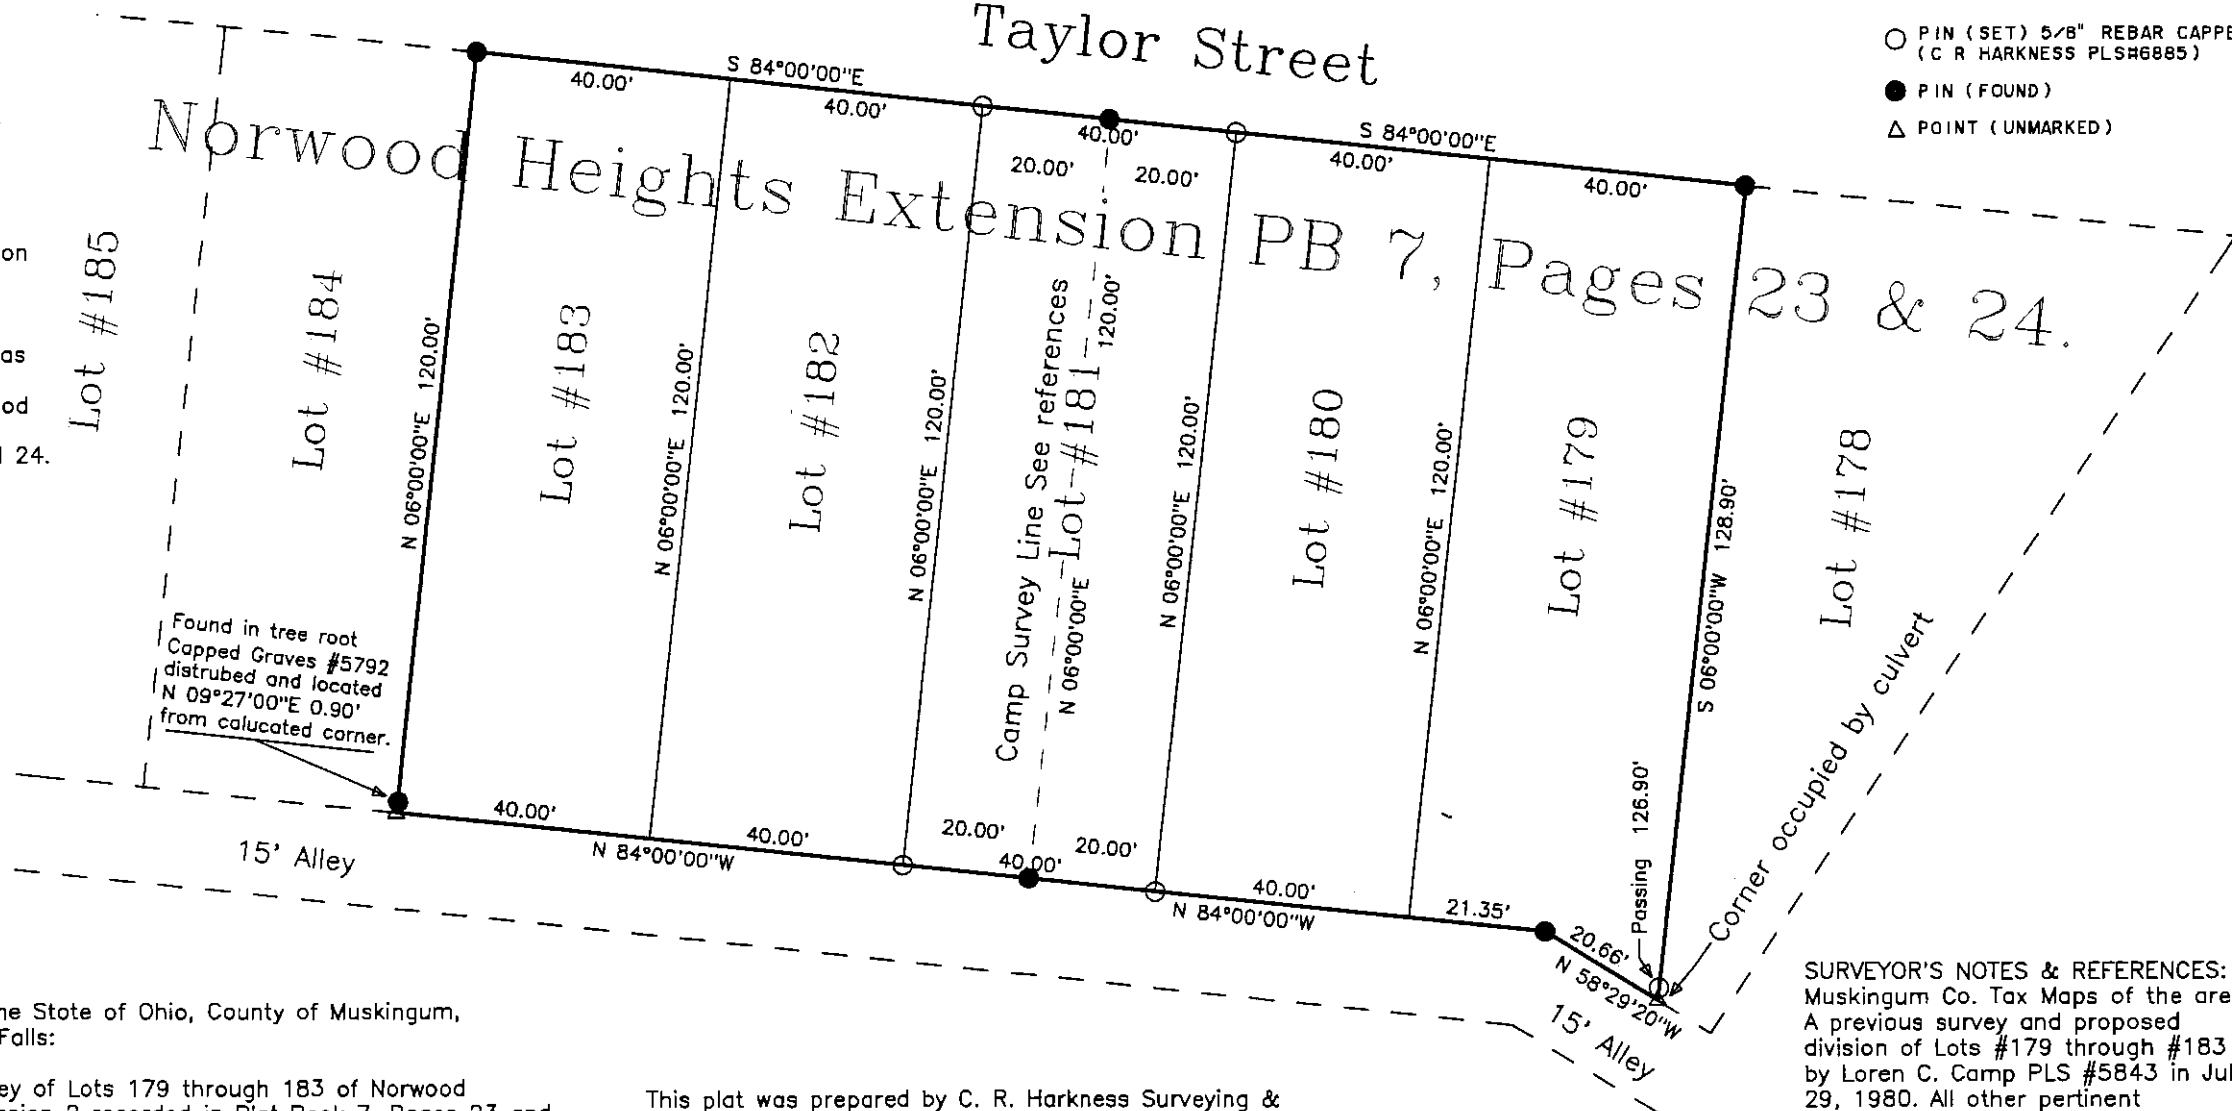 Taylor Street
○ PIN (SET) 5/8" REBAR CAPPE
(C R HARKNESS PLS#6885)
● PIN (FOUND)
△ POINT (UNMARKED)
S 84°00'00"E
S 84°00'00"E
40.00'
40.00'
40.00'
40.00'
40.00'
20.00'
20.00'
Norwood Heights Extension PB 7, Pages 23 & 24.
on
as
od
24.
Lot #185
Lot #184
N 06°00'00"E 120.00'
Lot #183
N 06°00'00"E 120.00'
Lot #182
N 06°00'00"E 120.00'
Camp Survey Line See references
N 06°00'00"E Lot #181 120.00'
N 06°00'00"E 120.00'
Lot #180
N 06°00'00"E 120.00'
Lot #179
S 06°00'00"W 128.90'
Lot #178
Found in tree root
Capped Graves #5792
distrubed and located
N 09°27'00"E 0.90'
from calucated corner.
Passing 126.90'
Corner occupied by culvert
40.00'
40.00'
20.00'
20.00'
40.00'
40.00'
21.35'
20.66'
N 84°00'00"W
N 84°00'00"W
N 58°29'20"W
15' Alley
15' Alley
ne State of Ohio, County of Muskingum,
Falls:
ey of Lots 179 through 183 of Norwood
This plat was prepared by C. R. Harkness Surveying &
SURVEYOR'S NOTES & REFERENCES:
Muskingum Co. Tax Maps of the are
A previous survey and proposed
division of Lots #179 through #183
by Loren C. Camp PLS #5843 in Jul
29, 1980. All other pertinent